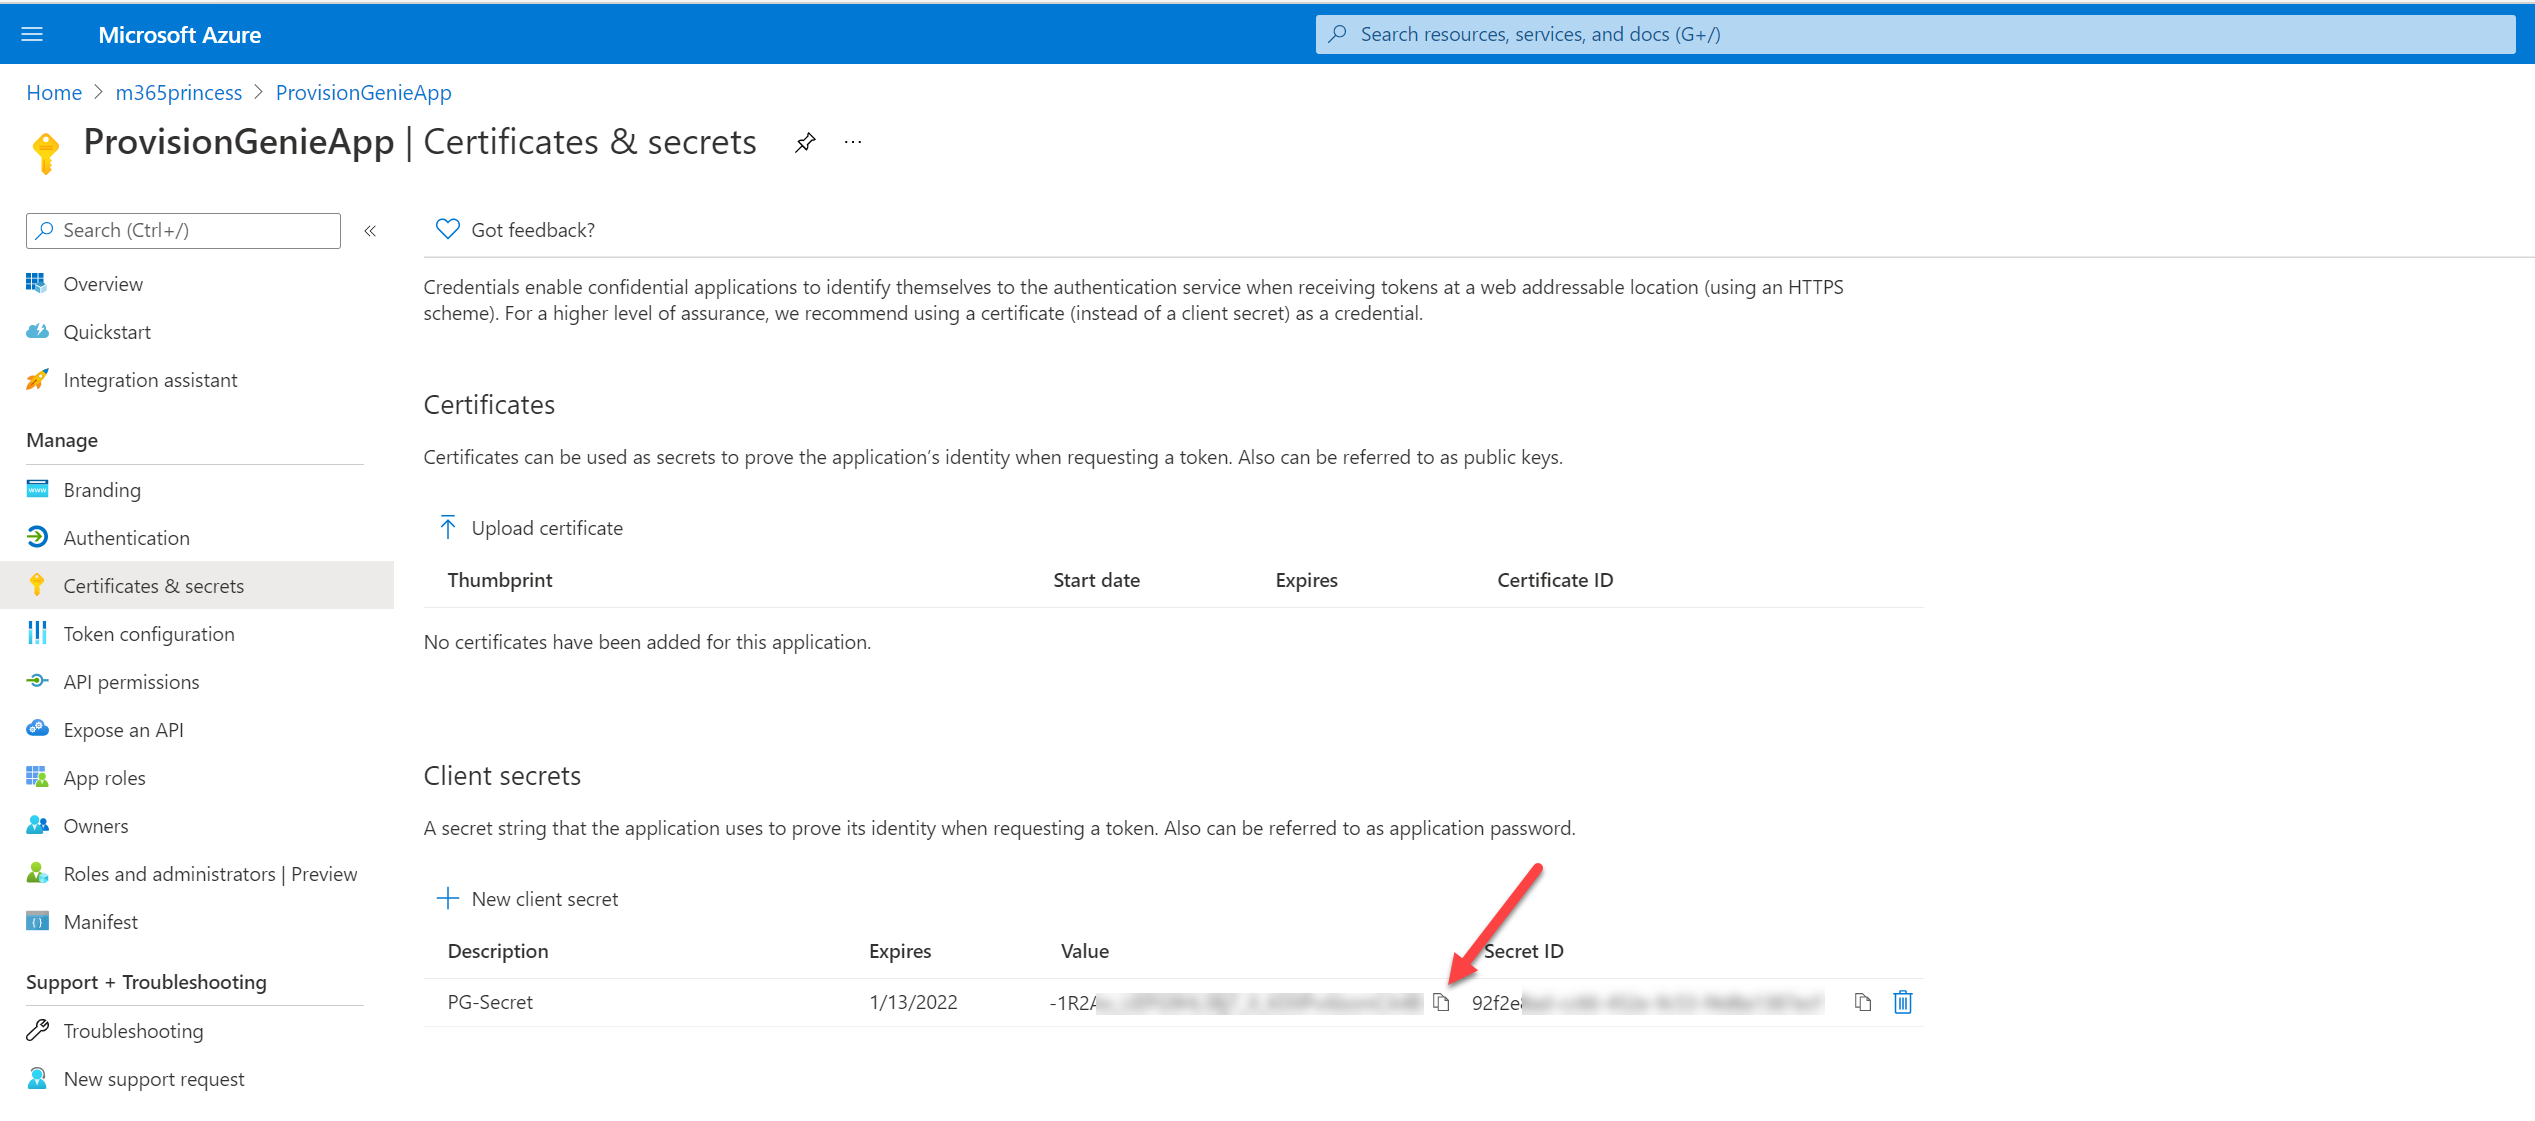 Microsoft Azure
Search resources, services, and docs (G+/)
Home > m365princess > ProvisionGenieApp
ProvisionGenieApp | Certificates & secrets
Search (Ctrl+/)
Overview
Quickstart
Integration assistant
Manage
Branding
Authentication
Certificates & secrets
Token configuration
API permissions
Expose an API
App roles
Owners
Roles and administrators | Preview
Manifest
Support + Troubleshooting
Troubleshooting
New support request
Got feedback?
Credentials enable confidential applications to identify themselves to the authentication service when receiving tokens at a web addressable location (using an HTTPS
scheme). For a higher level of assurance, we recommend using a certificate (instead of a client secret) as a credential.
Certificates
Certificates can be used as secrets to prove the application's identity when requesting a token. Also can be referred to as public keys.
Upload certificate
Thumbprint Start date Expires Certificate ID
No certificates have been added for this application.
Client secrets
A secret string that the application uses to prove its identity when requesting a token. Also can be referred to as application password.
New client secret
Description Expires Value Secret ID
PG-Secret 1/13/2022 -1R2A 92f2e